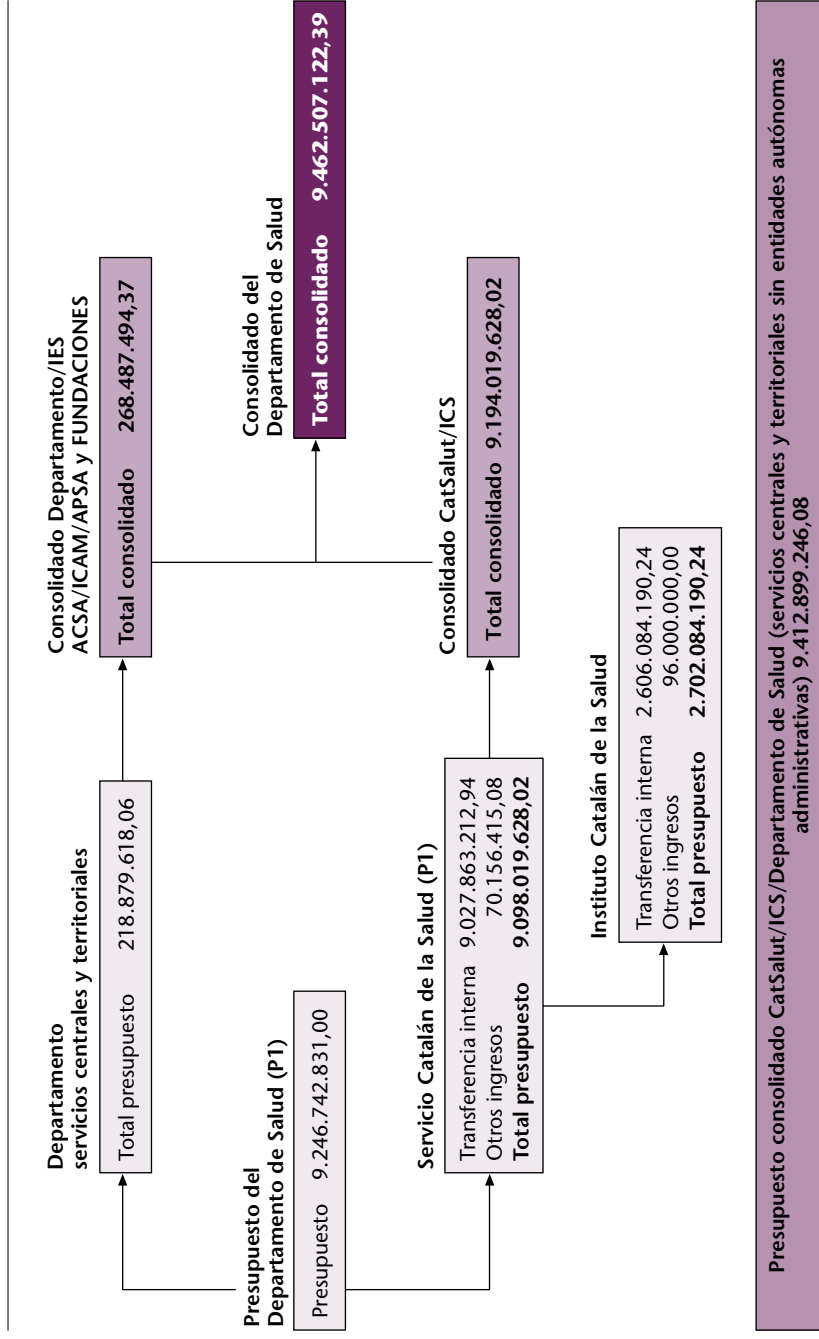 Presupuesto del
Departamento de Salud (P1)
Presupuesto 9.246.742.831,00
Departamento
servicios centrales y territoriales
Total presupuesto 218.879.618,06
Consolidado Departamento/IES
ACSA/ICAM/APSA y FUNDACIONES
Total consolidado 268.487.494,37
Servicio Catalán de la Salud (P1)
Transferencia interna 9.027.863.212,94
Otros ingresos 70.156.415,08
Total presupuesto 9.098.019.628,02
Consolidado CatSalut/ICS
Total consolidado 9.194.019.628,02
Consolidado del
Departamento de Salud
Total consolidado 9.462.507.122,39
Instituto Catalán de la Salud
Transferencia interna 2.606.084.190,24
Otros ingresos 96.000.000,00
Total presupuesto 2.702.084.190,24
Presupuesto consolidado CatSalut/ICS/Departamento de Salud (servicios centrales y territoriales sin entidades autónomas
administrativas) 9.412.899.246,08